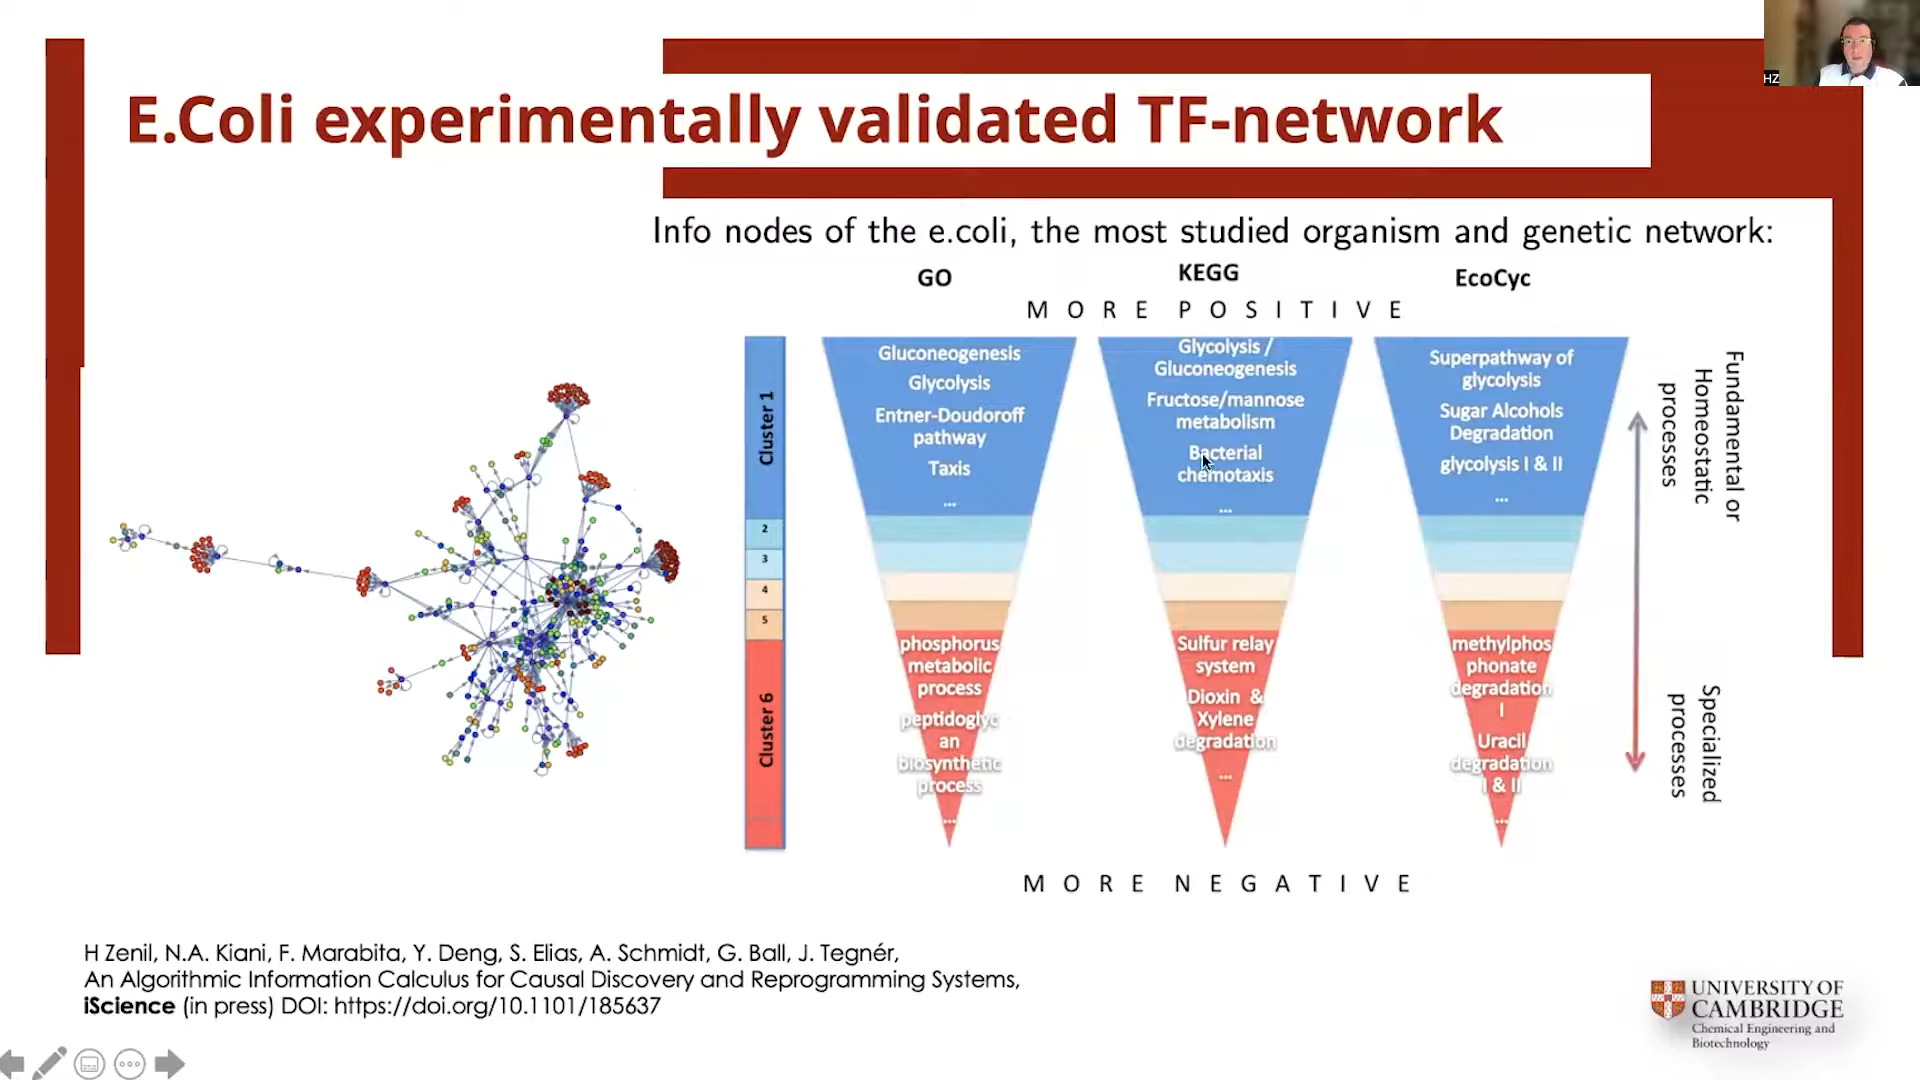 HZ
E.Coli experimentally validated TF-network
Info nodes of the e.coli, the most studied organism and genetic network:
GO
KEGG
EcoCyc
MORE POSITIVE
Cluster 1
2
3
4
5
Cluster 6
Gluconeogenesis
Glycolysis
Entner-Doudoroff
pathway
Taxis
...
phosphorus
metabolic
process
peptidoglyc
an
biosynthetic
process
...
Glycolysis /
Gluconeogenesis
Fructose/mannose
metabolism
Bacterial
chemotaxis
...
Sulfur relay
system
Dioxin &
Xylene
degradation
...
Superpathway of
glycolysis
Sugar Alcohols
Degradation
glycolysis I & II
...
methylphos
phonate
degradation
I
Uracil
degradation
I & II
...
Fundamental or
Homeostatic
processes
Specialized
processes
MORE NEGATIVE
H Zenil, N.A. Kiani, F. Marabita, Y. Deng, S. Elias, A. Schmidt, G. Ball, J. Tegnér,
An Algorithmic Information Calculus for Causal Discovery and Reprogramming Systems,
iScience (in press) DOI: https://doi.org/10.1101/185637
UNIVERSITY OF
CAMBRIDGE
Chemical Engineering and
Biotechnology